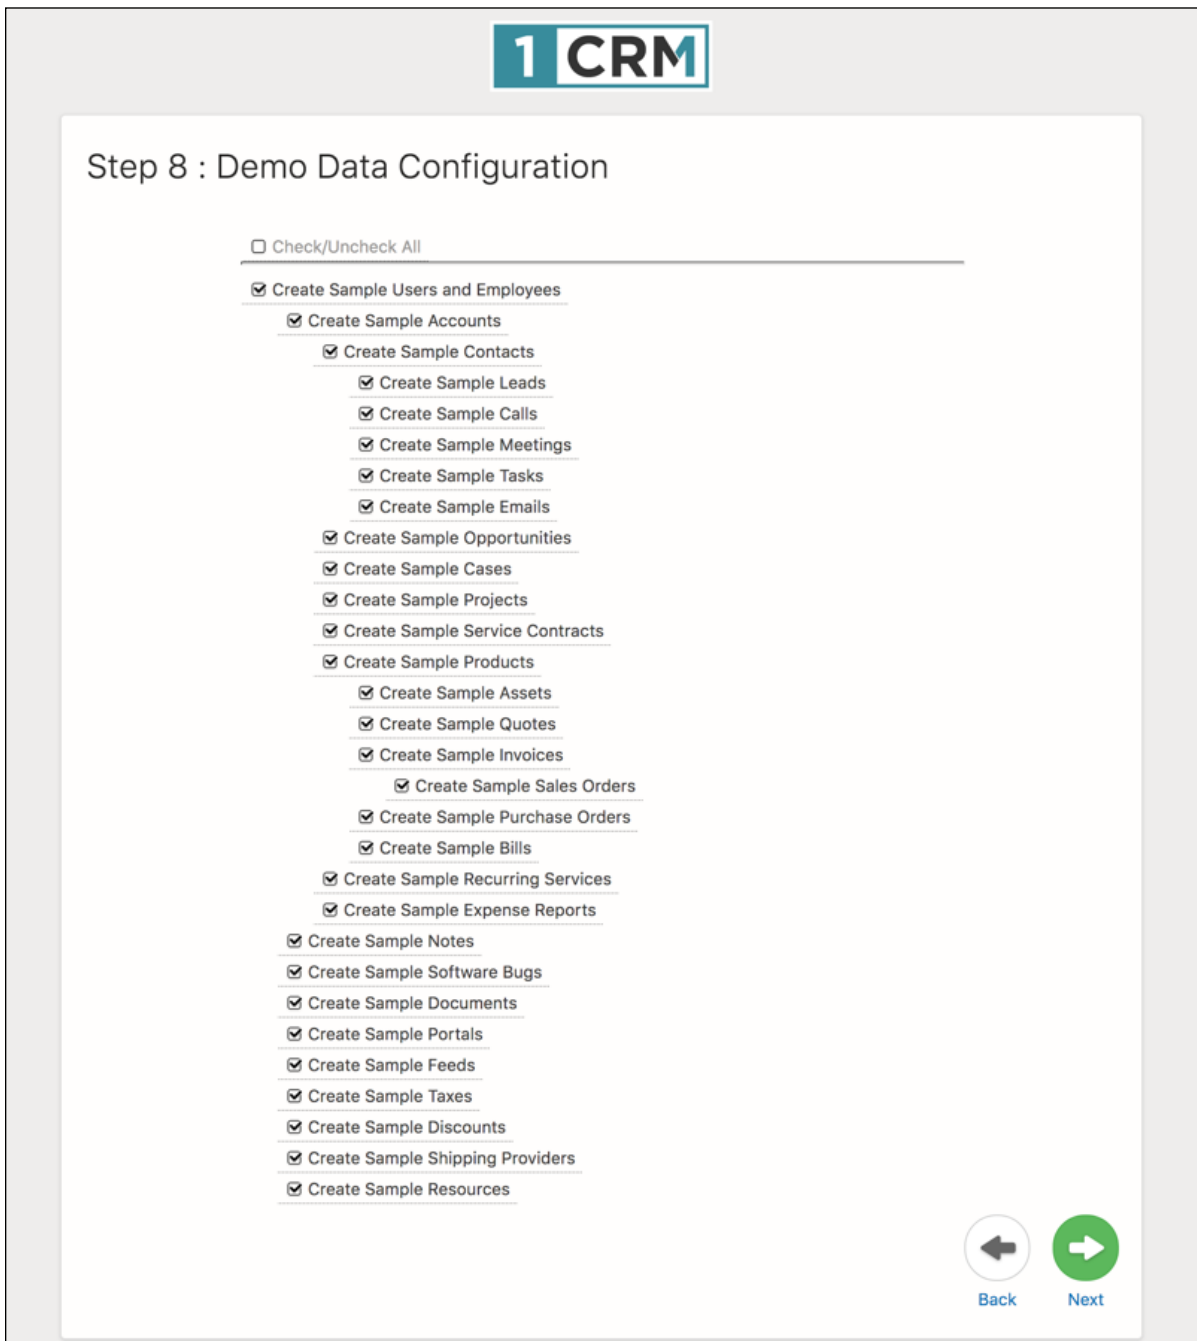 1 CRM
Step 8 : Demo Data Configuration
Check/Uncheck All
Create Sample Users and Employees
Create Sample Accounts
Create Sample Contacts
Create Sample Leads
Create Sample Calls
Create Sample Meetings
Create Sample Tasks
Create Sample Emails
Create Sample Opportunities
Create Sample Cases
Create Sample Projects
Create Sample Service Contracts
Create Sample Products
Create Sample Assets
Create Sample Quotes
Create Sample Invoices
Create Sample Sales Orders
Create Sample Purchase Orders
Create Sample Bills
Create Sample Recurring Services
Create Sample Expense Reports
Create Sample Notes
Create Sample Software Bugs
Create Sample Documents
Create Sample Portals
Create Sample Feeds
Create Sample Taxes
Create Sample Discounts
Create Sample Shipping Providers
Create Sample Resources
Back Next